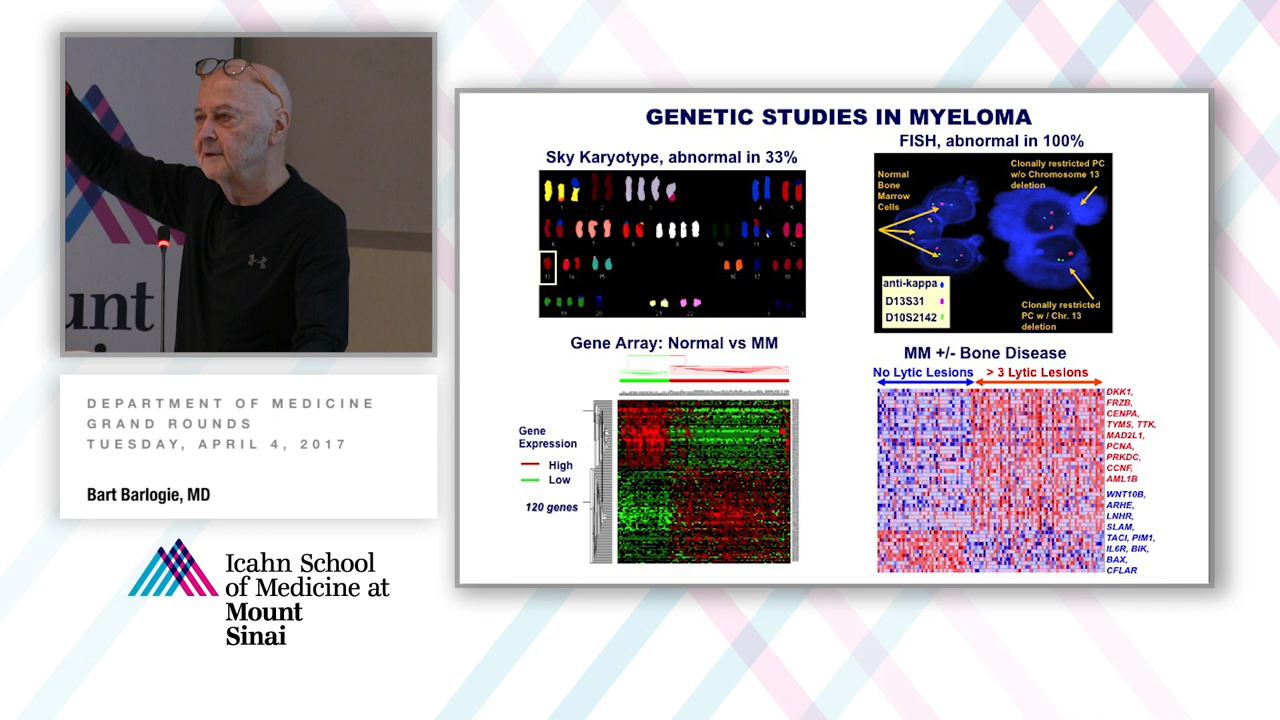 unt
DEPARTMENT OF MEDICINE
GRAND ROUNDS
TUESDAY, APRIL 4, 2017
Bart Barlogie, MD
Icahn School
of Medicine at
Mount
Sinai
GENETIC STUDIES IN MYELOMA
Sky Karyotype, abnormal in 33%
FISH, abnormal in 100%
Normal
Bone
Marrow
Cells
Clonally restricted PC
w/o Chromosome 13
deletion
anti-kappa
D13S31
D10S2142
Clonally restricted
PC w / Chr. 13
deletion
Gene Array: Normal vs MM
Gene
Expression
High
Low
120 genes
MM +/- Bone Disease
No Lytic Lesions
> 3 Lytic Lesions
DKK1,
FRZB,
CENPA,
TYMS, TTK,
MAD2L1,
PCNA,
PRKDC,
CCNF,
AML1B
WNT10B,
ARHE,
LNHR,
SLAM,
TACI, PIM1,
IL6R, BIK,
BAX,
CFLAR